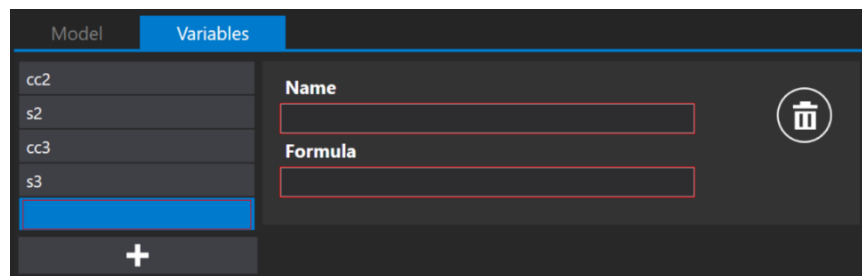 Model Variables
cc2
s2
cc3
s3
Name
Formula